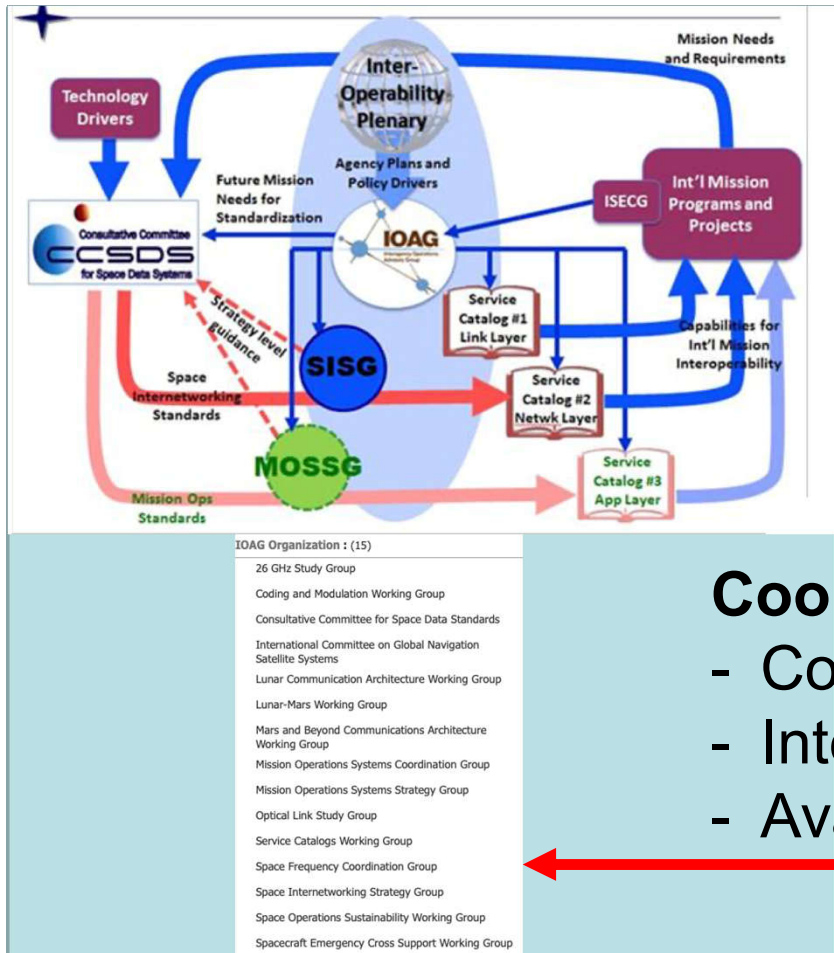 Mission Needs
and Requirements
Inter-
Operability
Plenary
Technology
Drivers
Agency Plans and
Policy Drivers
Future Mission
Needs for
Standardization
ISECG
Int'l Mission
Programs and
Projects
Consultative Committee
CCSDS
for Space Data Systems
IOAG
Interagency Operations
Advisory Group
Strategy level
guidance
Service
Catalog #1
Link Layer
Capabilities for
Int'l Mission
Interoperability
SISG
Space
Internetworking
Standards
Service
Catalog #2
Netwk Layer
MOSSG
Mission Ops
Standards
Service
Catalog #3
App Layer
IOAG Organization : (15)
26 GHz Study Group
Coding and Modulation Working Group
Consultative Committee for Space Data Standards
International Committee on Global Navigation
Satellite Systems
Lunar Communication Architecture Working Group
Lunar-Mars Working Group
Mars and Beyond Communications Architecture
Working Group
Mission Operations Systems Coordination Group
Mission Operations Systems Strategy Group
Optical Link Study Group
Service Catalogs Working Group
Space Frequency Coordination Group
Space Internetworking Strategy Group
Space Operations Sustainability Working Group
Spacecraft Emergency Cross Support Working Group